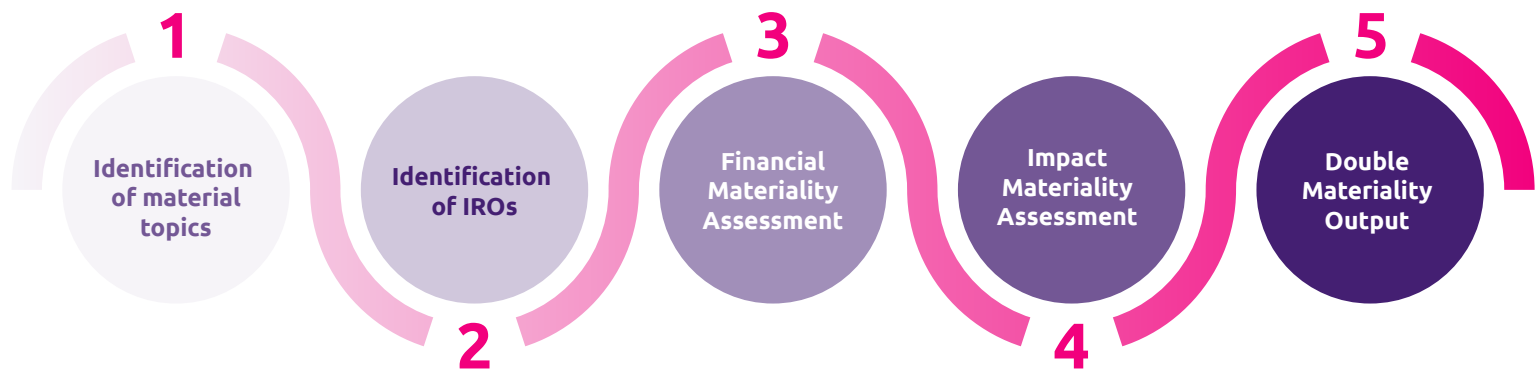 1
Identification
of material
topics
2
Identification
of IROs
3
Financial
Materiality
Assessment
4
Impact
Materiality
Assessment
5
Double
Materiality
Output